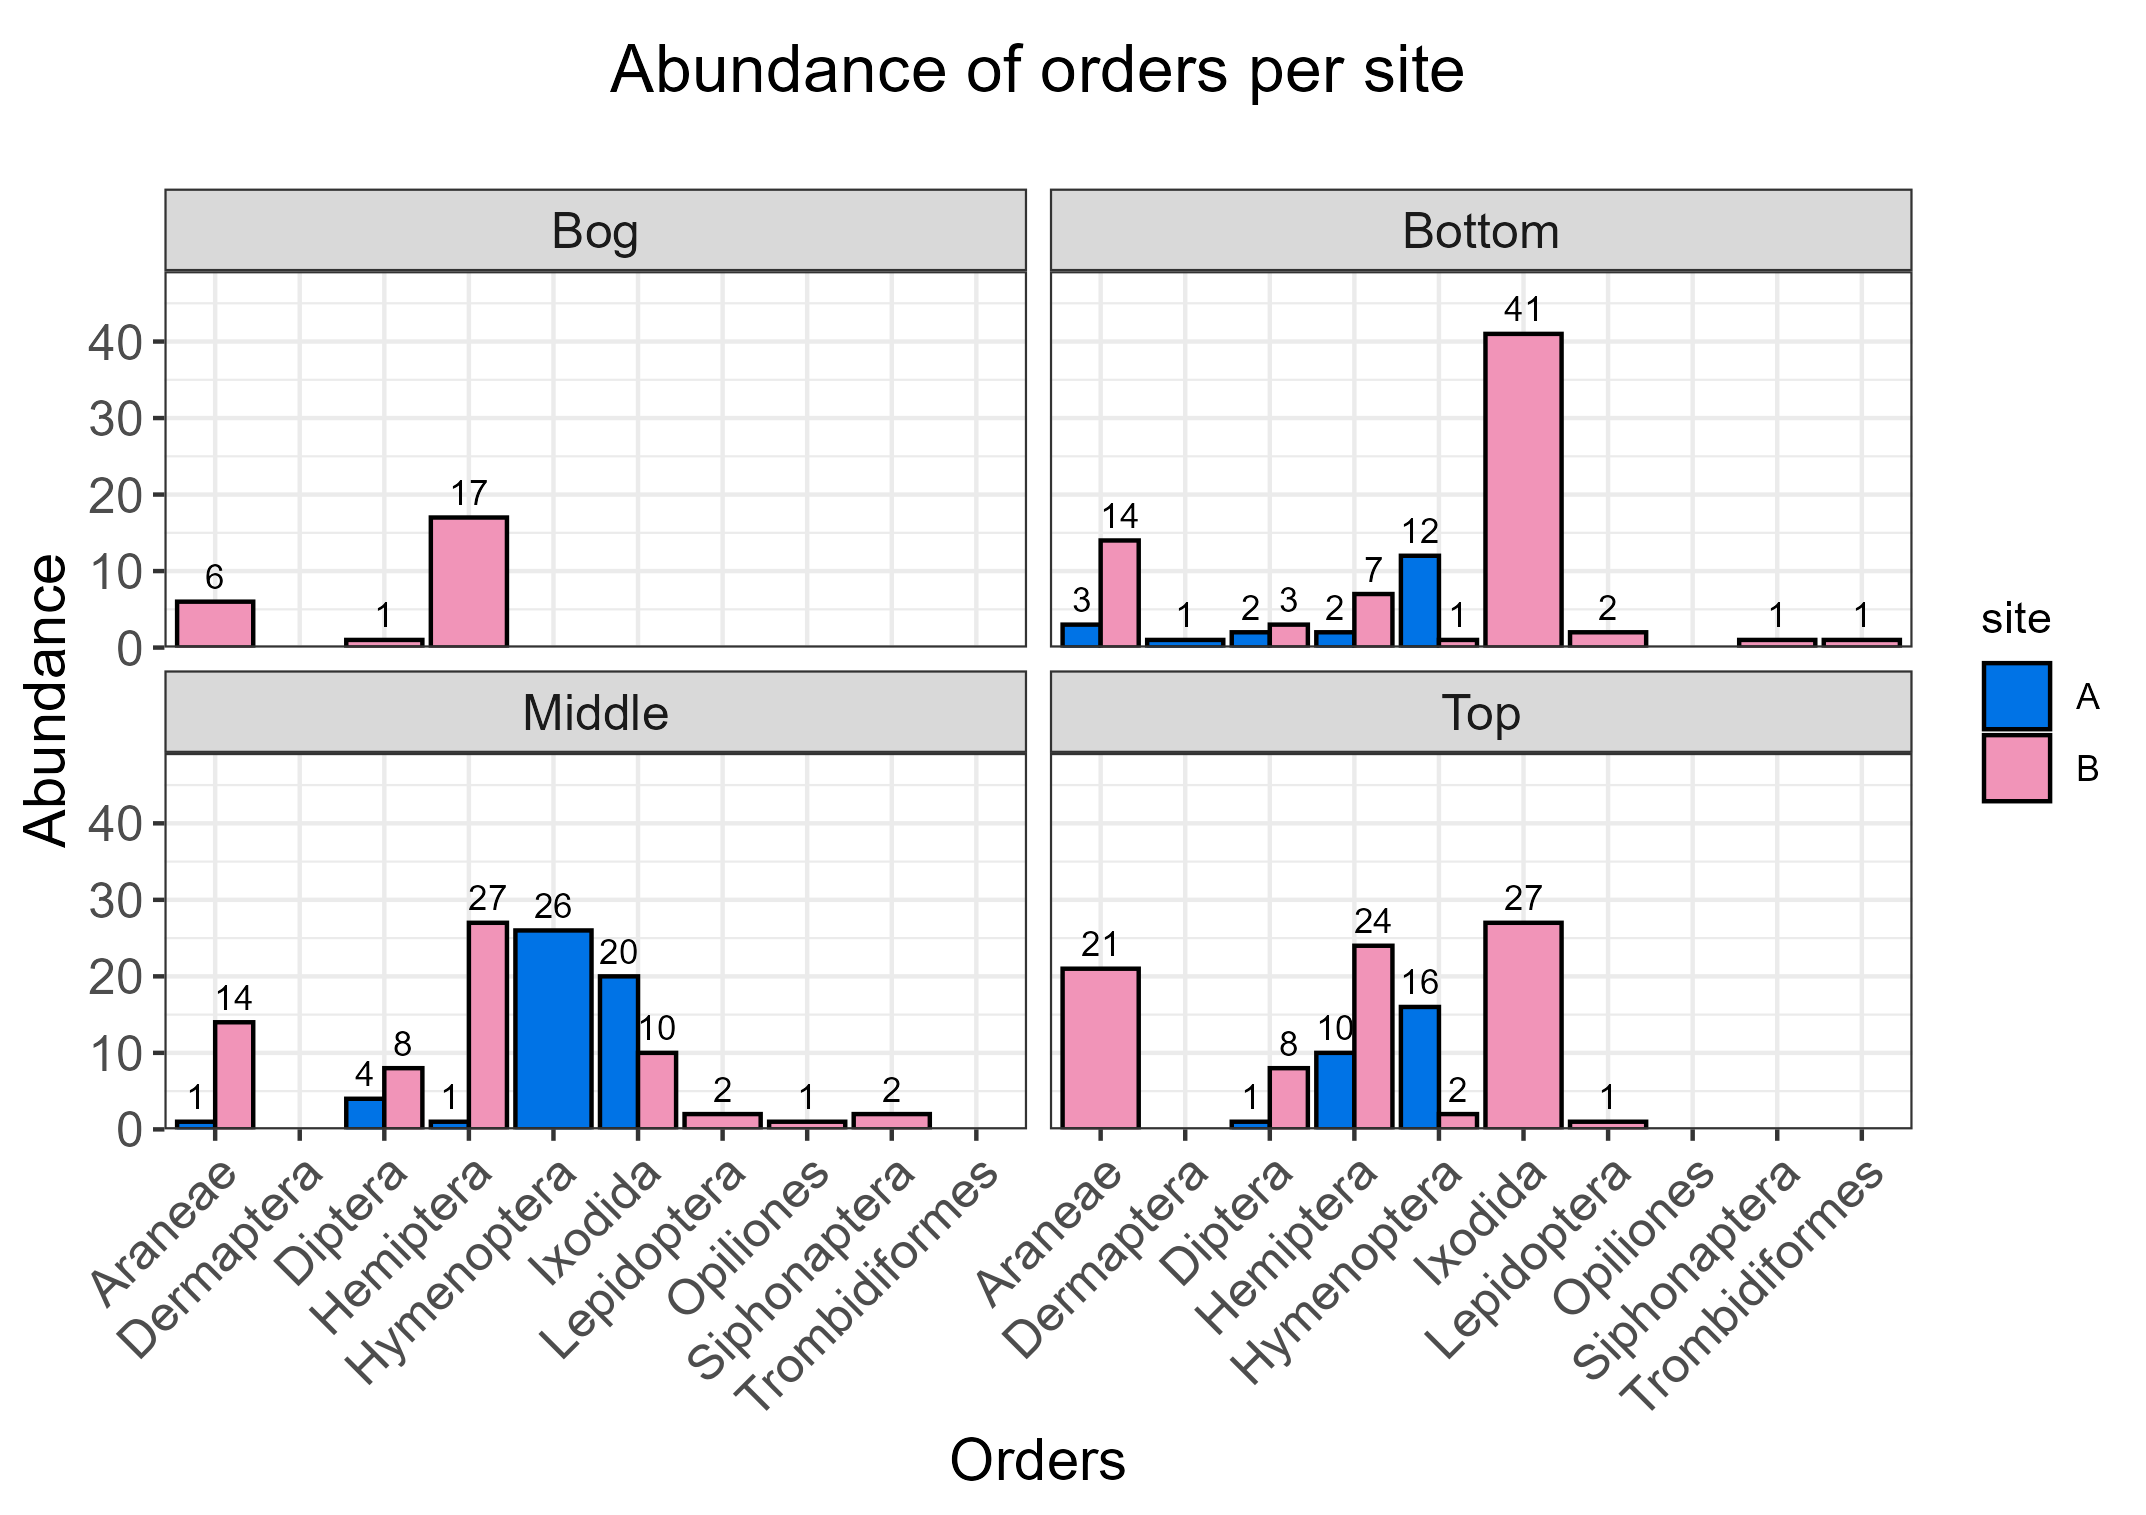 Abundance of orders per site
Bog
Bottom
40
30
20
10
0
6
1
17
3
14
1
2
3
2
7
12
1
41
2
1
1
Middle
Top
40
30
20
10
0
1
14
4
8
1
27
26
20
10
2
1
2
21
1
8
10
24
16
2
27
1
Araneae
Dermaptera
Diptera
Hemiptera
Hymenoptera
Ixodida
Lepidoptera
Opiliones
Siphonaptera
Trombidiformes
Araneae
Dermaptera
Diptera
Hemiptera
Hymenoptera
Ixodida
Lepidoptera
Opiliones
Siphonaptera
Trombidiformes
Abundance
Orders
site
A
B